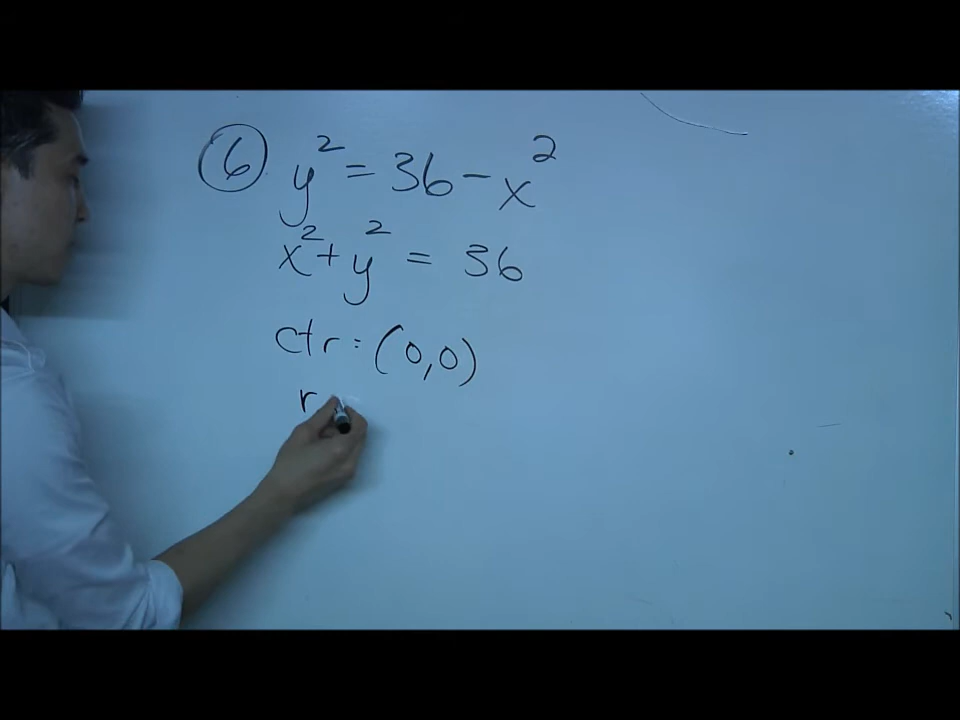 6 y² = 36 - x²
x² + y² = 36
ctr = (0,0)
r